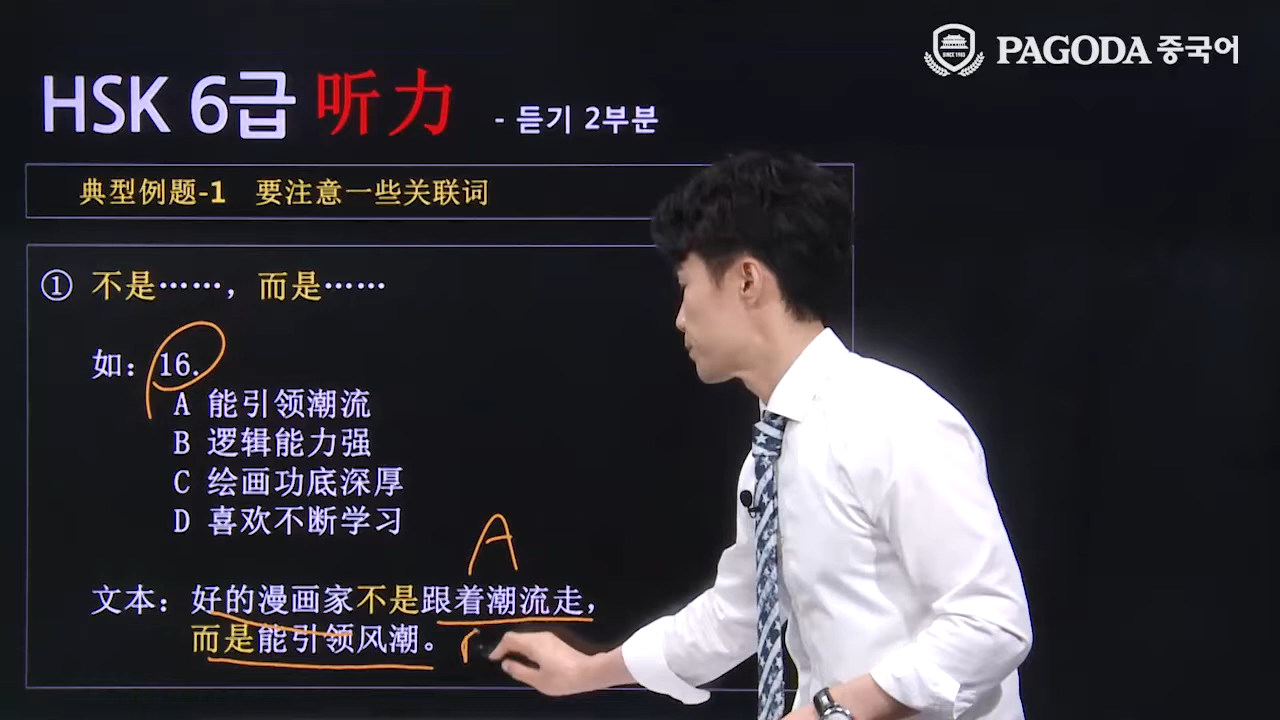 SINCE 1983
PAGODA 중국어
HSK 6급 听力 - 듣기 2부분
典型例题-1 要注意一些关联词
① 不是……，而是……
如：16.
A 能引领潮流
B 逻辑能力强
C 绘画功底深厚
D 喜欢不断学习
A
文本：好的漫画家不是跟着潮流走，
而是能引领风潮。